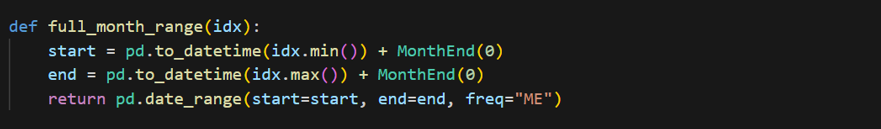 def full_month_range(idx):
    start = pd.to_datetime(idx.min()) + MonthEnd(0)
    end = pd.to_datetime(idx.max()) + MonthEnd(0)
    return pd.date_range(start=start, end=end, freq="ME")